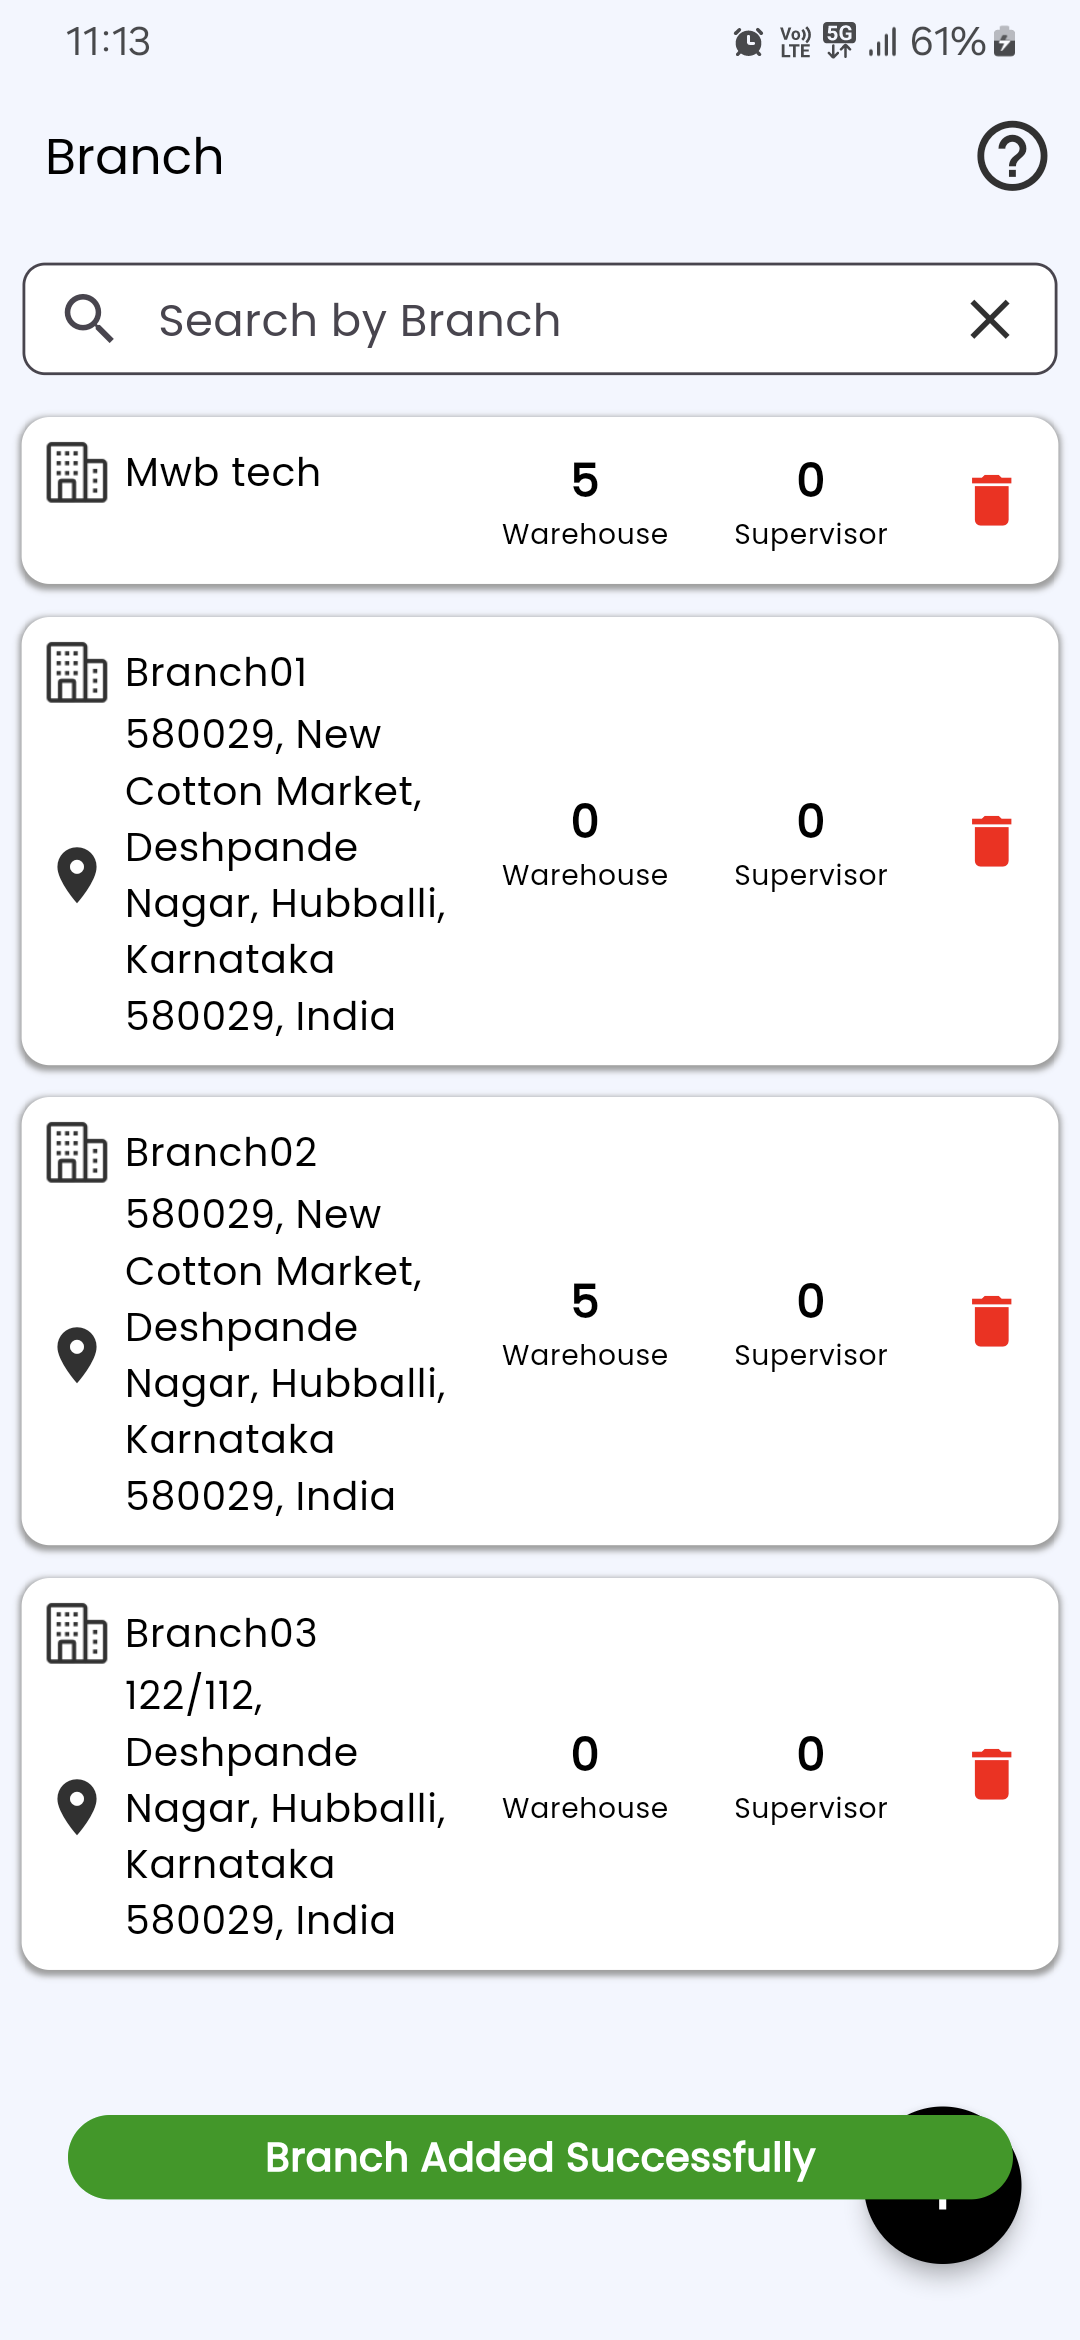 11:13
Vo)) LTE 5G 61%
Branch
Search by Branch
Mwb tech
5
0
Warehouse
Supervisor
Branch01
580029, New
Cotton Market,
Deshpande
Nagar, Hubballi,
Karnataka
580029, India
0
0
Warehouse
Supervisor
Branch02
580029, New
Cotton Market,
Deshpande
Nagar, Hubballi,
Karnataka
580029, India
5
0
Warehouse
Supervisor
Branch03
122/112,
Deshpande
Nagar, Hubballi,
Karnataka
580029, India
0
0
Warehouse
Supervisor
Branch Added Successfully